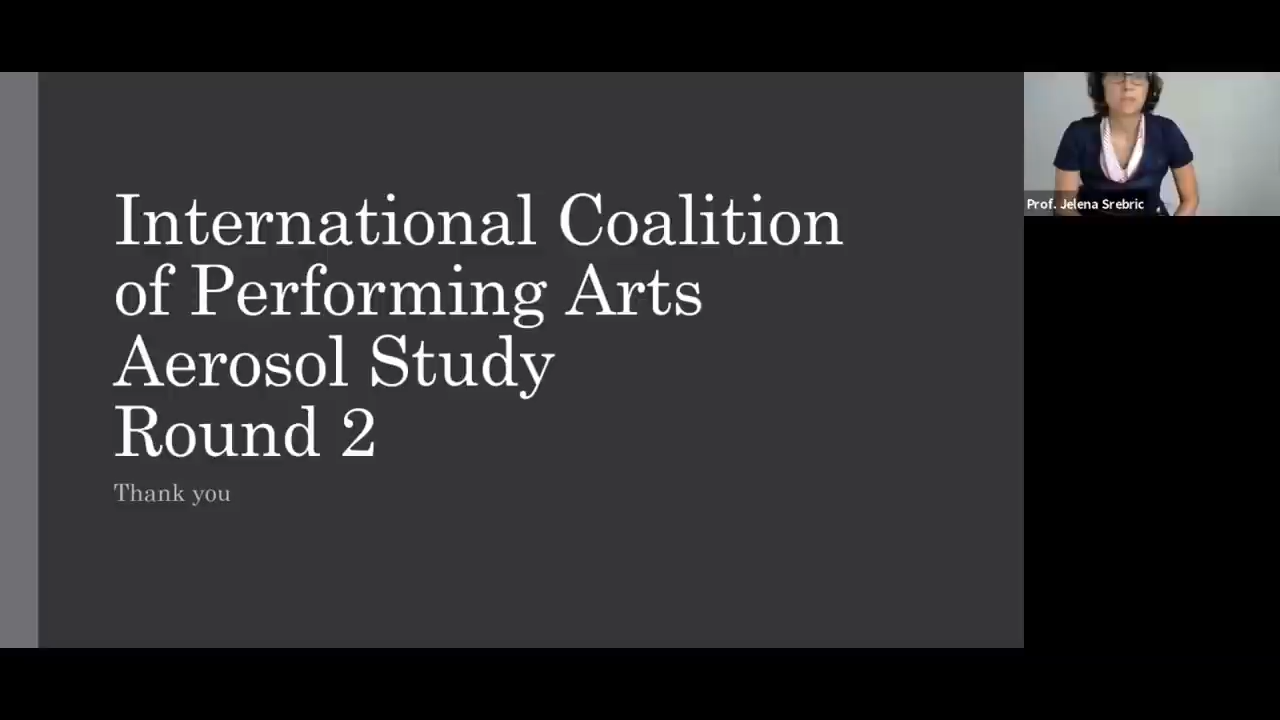 International Coalition
of Performing Arts
Aerosol Study
Round 2
Thank you
Prof. Jelena Srebric